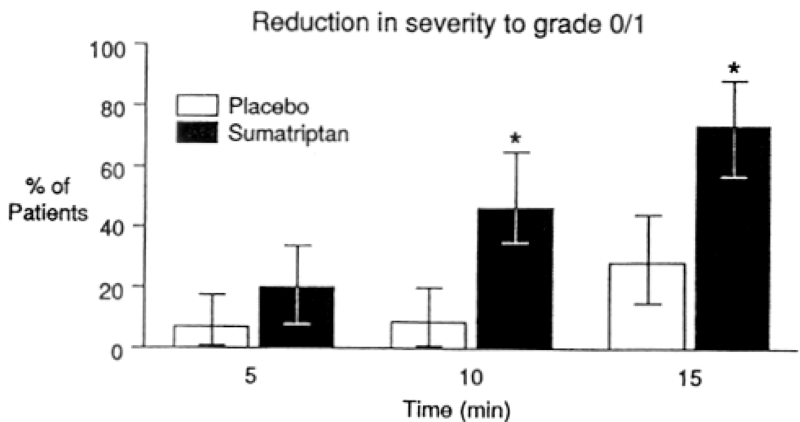 Reduction in severity to grade 0/1
100
80
60
40
20
0
% of
Patients
Placebo
Sumatriptan
*
*
5 10 15
Time (min)